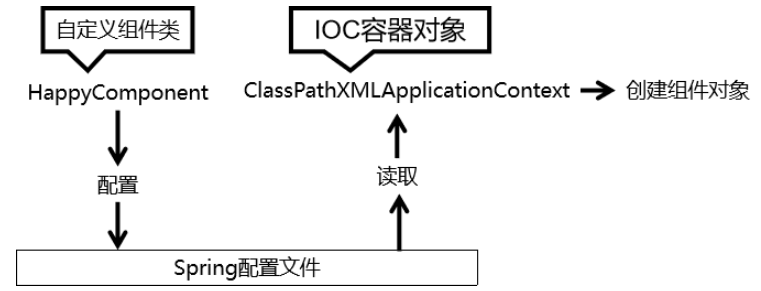 自定义组件类
IOC容器对象
HappyComponent
ClassPathXMLApplicationContext
创建组件对象
配置
读取
Spring配置文件